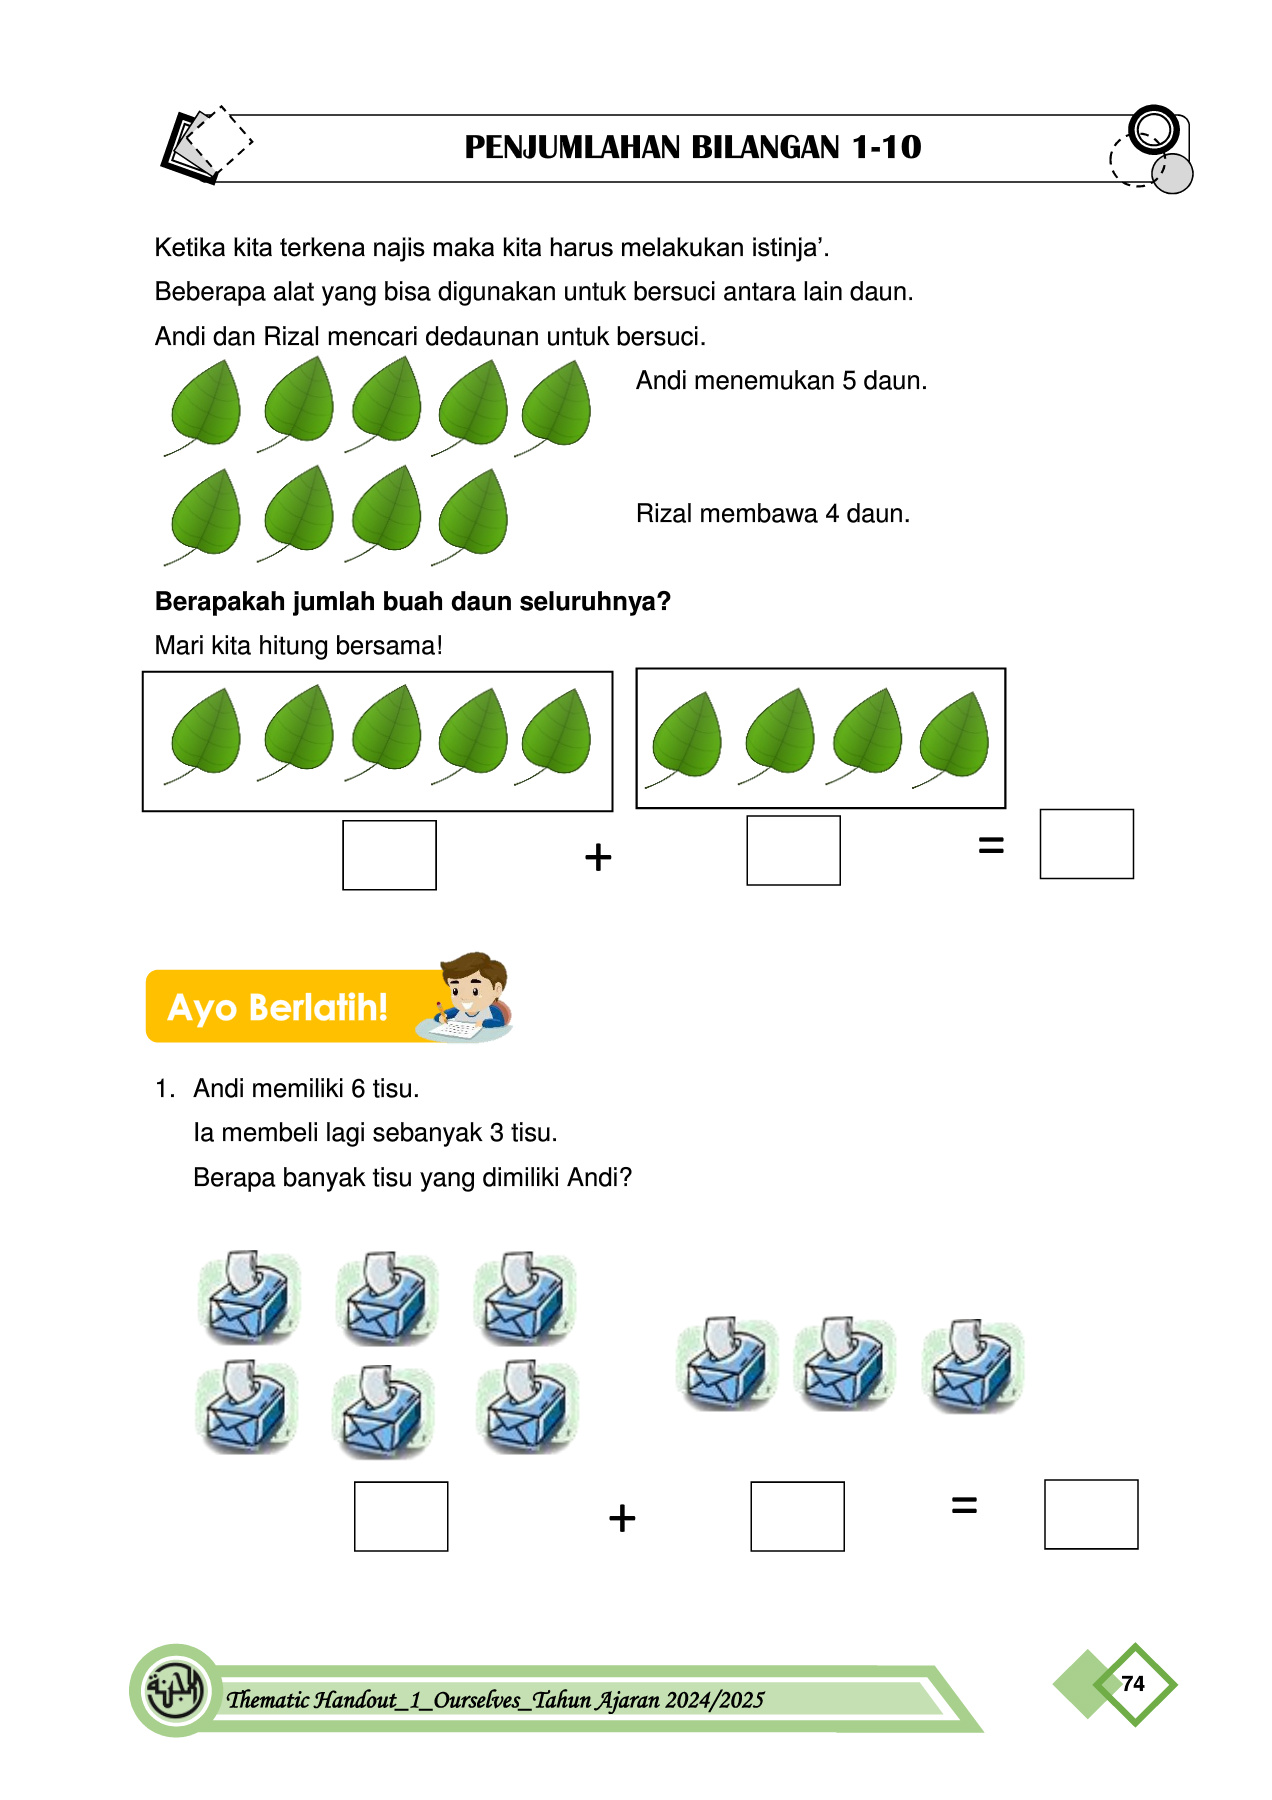 PENJUMLAHAN BILANGAN 1-10
Ketika kita terkena najis maka kita harus melakukan istinja’.
Beberapa alat yang bisa digunakan untuk bersuci antara lain daun.
Andi dan Rizal mencari dedaunan untuk bersuci.
Andi menemukan 5 daun.
Rizal membawa 4 daun.
Berapakah jumlah buah daun seluruhnya?
Mari kita hitung bersama!
+ =
Ayo Berlatih!
1. Andi memiliki 6 tisu.
Ia membeli lagi sebanyak 3 tisu.
Berapa banyak tisu yang dimiliki Andi?
+ =
Thematic Handout_1_Ourselves_Tahun Ajaran 2024/2025
74